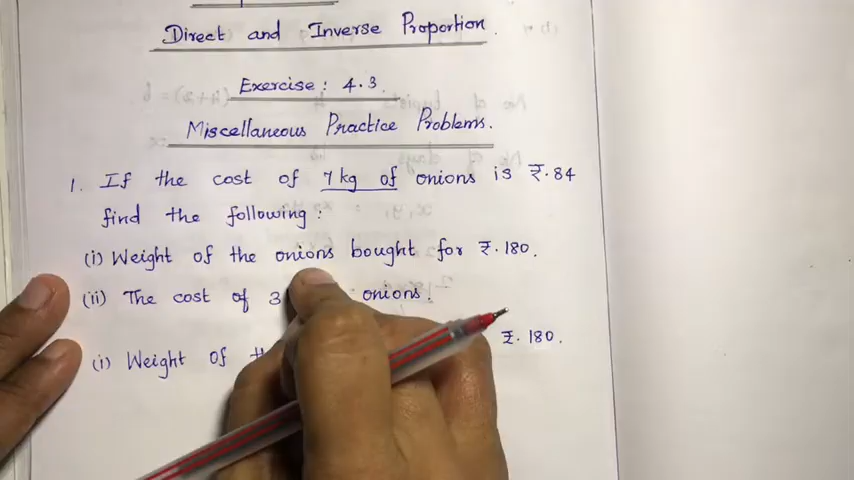 Direct and Inverse Proportion
Exercise : 4.3.
Miscellaneous Practice Problems.
1. If the cost of 7 kg of onions is ₹.84
find the following :
(i) Weight of the onions bought for ₹.180.
(ii) The cost of 3 onions.
(i) Weight of ₹.180.